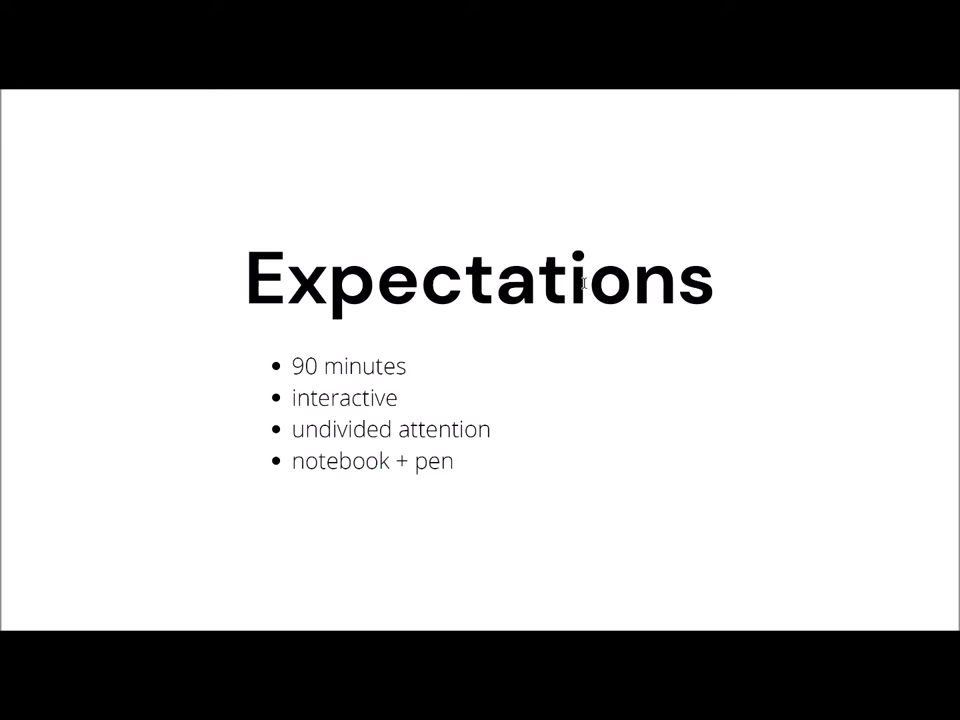 Expectations
• 90 minutes
• interactive
• undivided attention
• notebook + pen